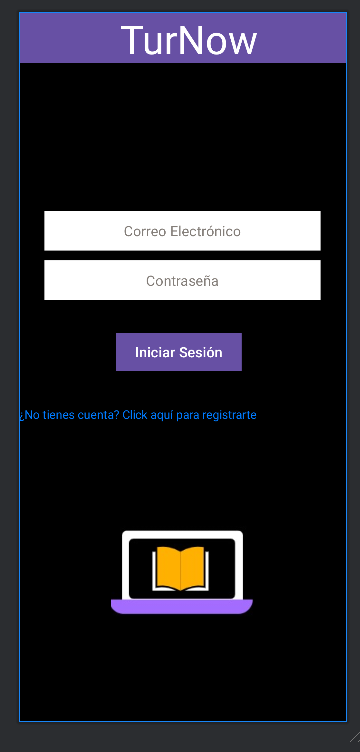 TurNow
Correo Electrónico
Contraseña
Iniciar Sesión
¿No tienes cuenta? Click aquí para registrarte